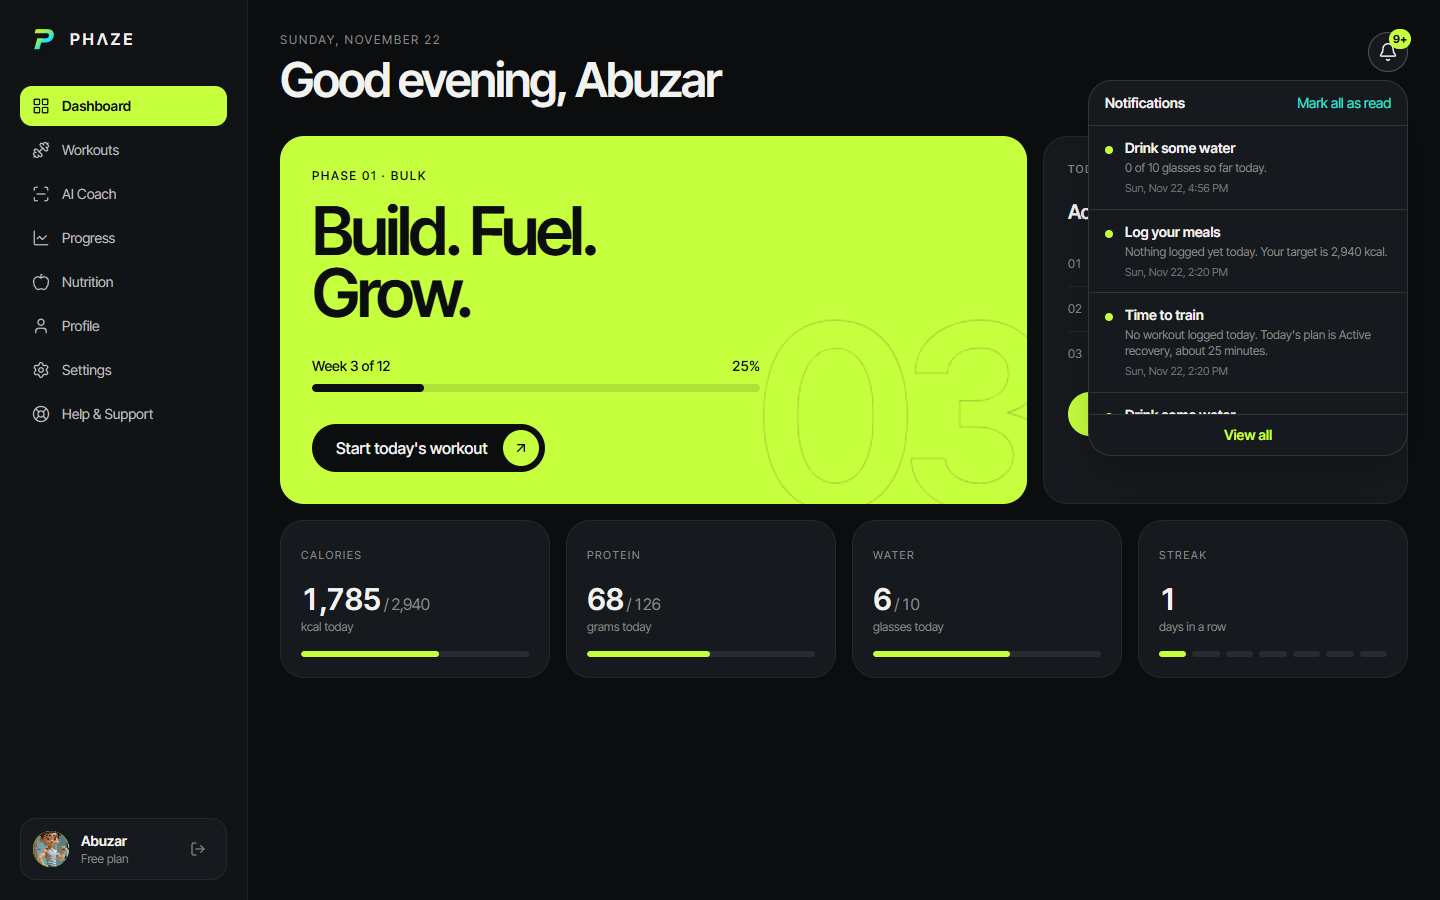 PHΛZE
Dashboard
Workouts
AI Coach
Progress
Nutrition
Profile
Settings
Help & Support
Abuzar
Free plan
SUNDAY, NOVEMBER 22
Good evening, Abuzar
9+
PHASE 01 · BULK
Build. Fuel.
Grow.
Week 3 of 12
25%
03
Start today's workout
01
02
03
Notifications
Mark all as read
Drink some water
0 of 10 glasses so far today.
Sun, Nov 22, 4:56 PM
Log your meals
Nothing logged yet today. Your target is 2,940 kcal.
Sun, Nov 22, 2:20 PM
Time to train
No workout logged today. Today's plan is Active
recovery, about 25 minutes.
Sun, Nov 22, 2:20 PM
Drink some water
View all
CALORIES
1,785 / 2,940
kcal today
PROTEIN
68 / 126
grams today
WATER
6 / 10
glasses today
STREAK
1
days in a row